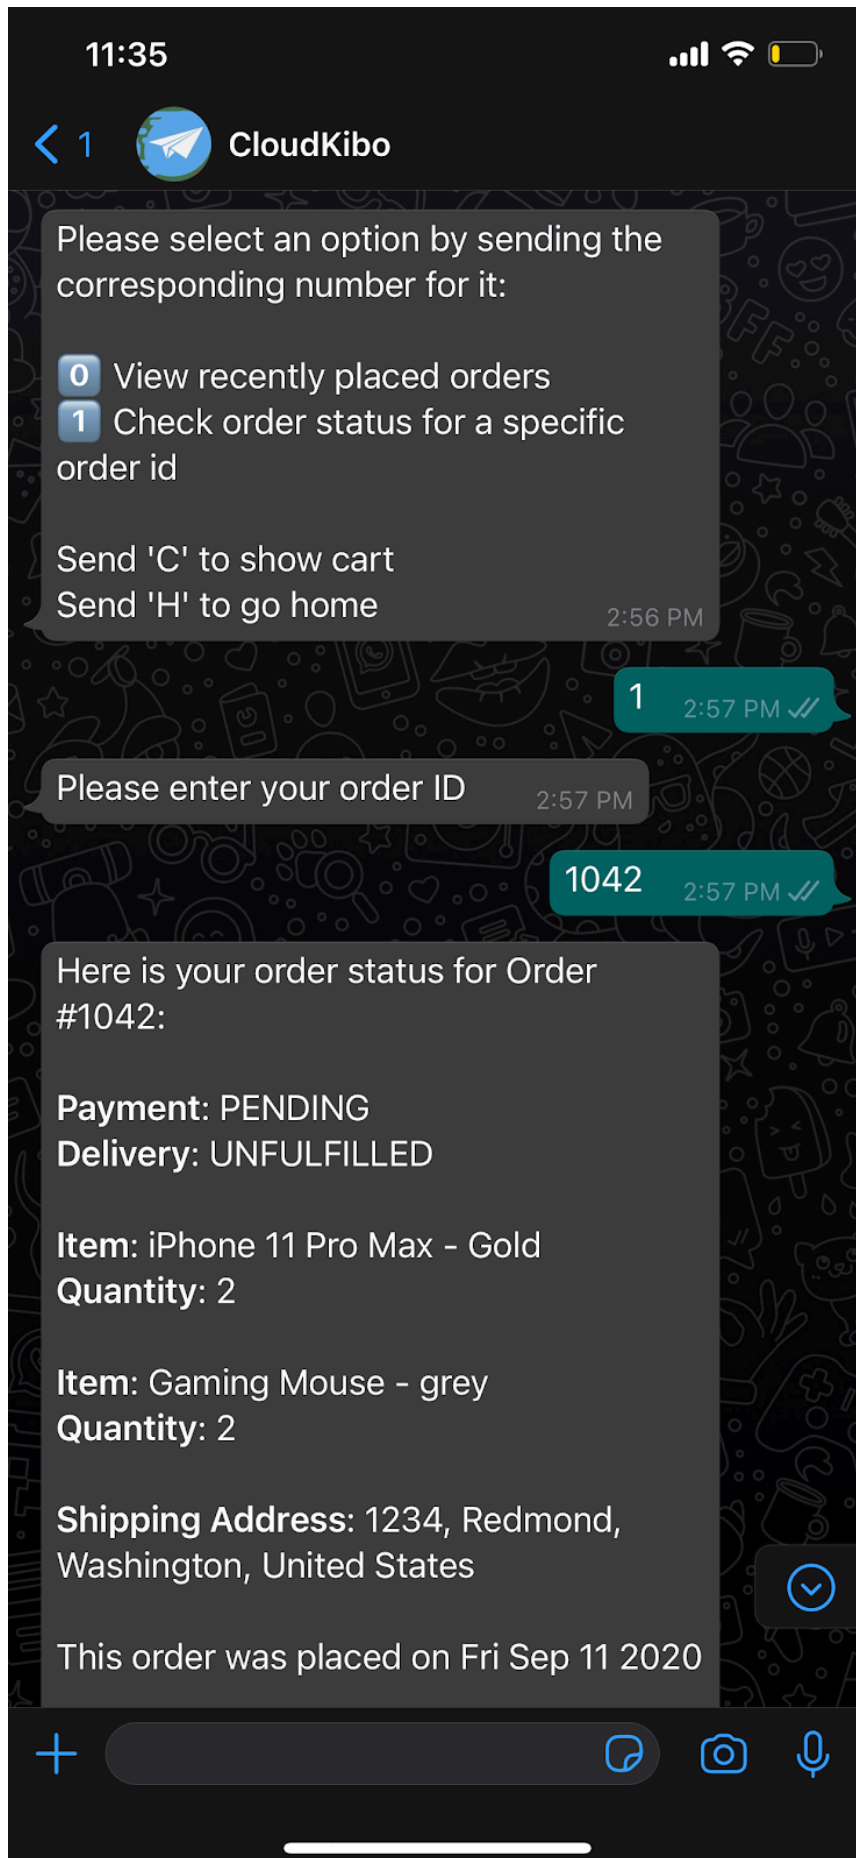 11:35
1
CloudKibo
Please select an option by sending the
corresponding number for it:
0 View recently placed orders
1 Check order status for a specific
order id
Send 'C' to show cart
Send 'H' to go home
2:56 PM
1
2:57 PM
Please enter your order ID
2:57 PM
1042
2:57 PM
Here is your order status for Order
#1042:
Payment: PENDING
Delivery: UNFULFILLED
Item: iPhone 11 Pro Max - Gold
Quantity: 2
Item: Gaming Mouse - grey
Quantity: 2
Shipping Address: 1234, Redmond,
Washington, United States
This order was placed on Fri Sep 11 2020